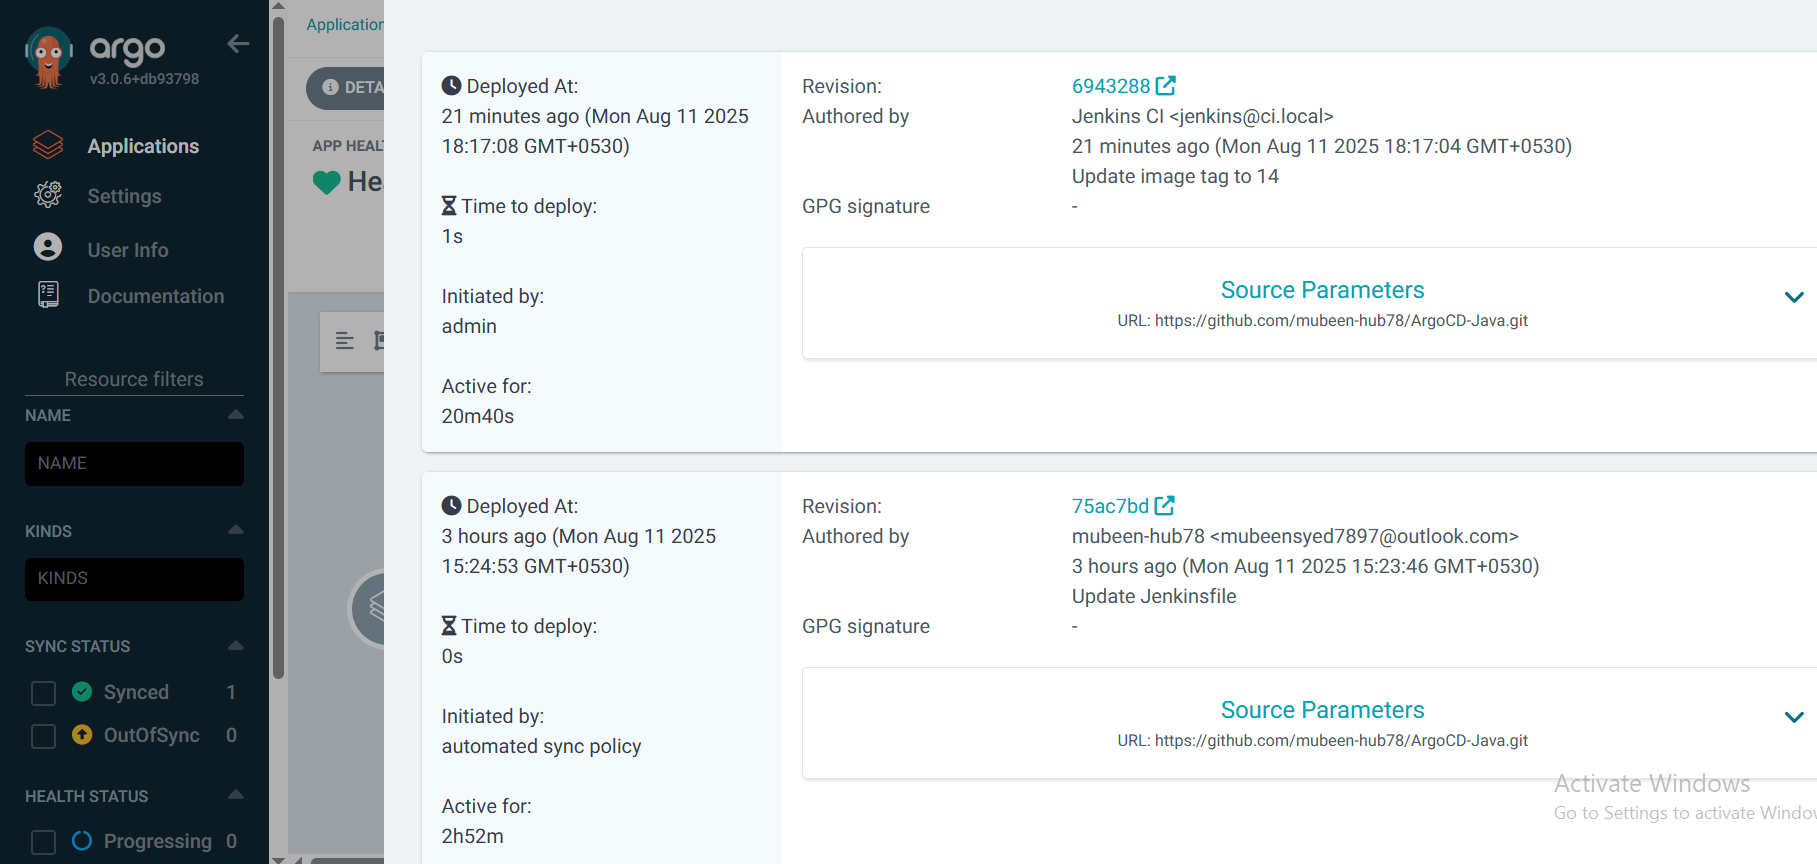 argo
v3.0.6+db93798
Applications
Settings
User Info
Documentation
Resource filters
NAME
NAME
KINDS
KINDS
SYNC STATUS
Synced 1
OutOfSync 0
HEALTH STATUS
Progressing 0
Application
DETA
APP HEALT
He
Deployed At:
21 minutes ago (Mon Aug 11 2025
18:17:08 GMT+0530)
Time to deploy:
1s
Initiated by:
admin
Active for:
20m40s
Revision: 6943288
Authored by Jenkins CI <jenkins@ci.local>
21 minutes ago (Mon Aug 11 2025 18:17:04 GMT+0530)
Update image tag to 14
GPG signature -
Source Parameters
URL: https://github.com/mubeen-hub78/ArgoCD-Java.git
Deployed At:
3 hours ago (Mon Aug 11 2025
15:24:53 GMT+0530)
Time to deploy:
0s
Initiated by:
automated sync policy
Active for:
2h52m
Revision: 75ac7bd
Authored by mubeen-hub78 <mubeensyed7897@outlook.com>
3 hours ago (Mon Aug 11 2025 15:23:46 GMT+0530)
Update Jenkinsfile
GPG signature -
Source Parameters
URL: https://github.com/mubeen-hub78/ArgoCD-Java.git
Activate Windows
Go to Settings to activate Windo